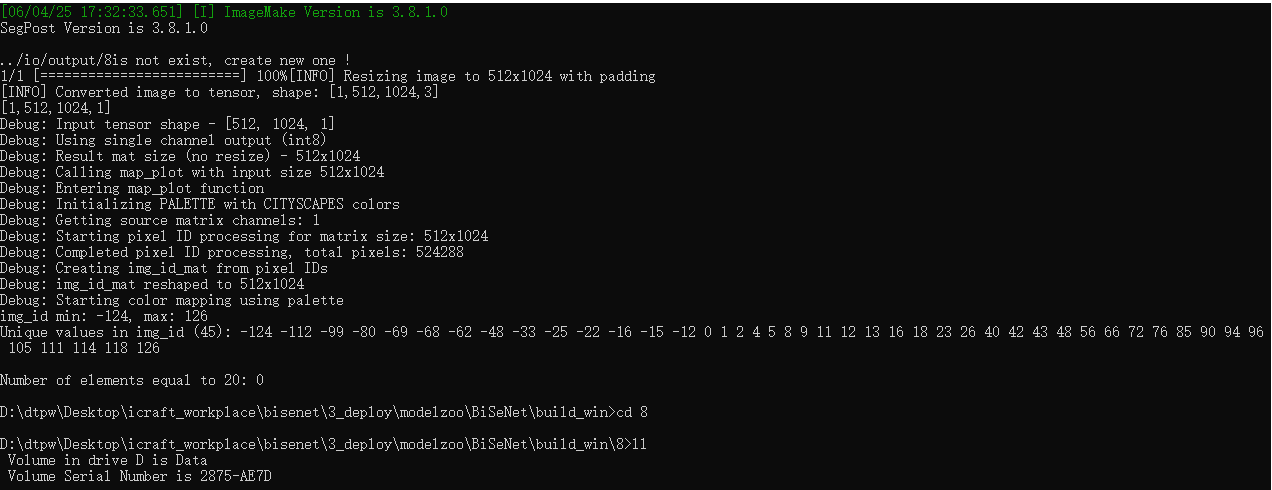 [06/04/25 17:32:33.651] [I] ImageMake Version is 3.8.1.0
SegPost Version is 3.8.1.0
../io/output/8is not exist, create new one !
1/1 [=========================] 100%[INFO] Resizing image to 512x1024 with padding
[INFO] Converted image to tensor, shape: [1,512,1024,3]
[1,512,1024,1]
Debug: Input tensor shape - [512, 1024, 1]
Debug: Using single channel output (int8)
Debug: Result mat size (no resize) - 512x1024
Debug: Calling map_plot with input size 512x1024
Debug: Entering map_plot function
Debug: Initializing PALETTE with CITYSCAPES colors
Debug: Getting source matrix channels: 1
Debug: Starting pixel ID processing for matrix size: 512x1024
Debug: Completed pixel ID processing, total pixels: 524288
Debug: Creating img_id_mat from pixel IDs
Debug: img_id_mat reshaped to 512x1024
Debug: Starting color mapping using palette
img_id min: -124, max: 126
Unique values in img_id (45): -124 -112 -99 -80 -69 -68 -62 -48 -33 -25 -22 -16 -15 -12 0 1 2 4 5 8 9 11 12 13 16 18 23 26 40 42 43 48 56 66 72 76 85 90 94 96
105 111 114 118 126
Number of elements equal to 20: 0
D:\dtpw\Desktop\icraft_workplace\bisenet\3_deploy\modelzoo\BiSeNet\build_win>cd 8
D:\dtpw\Desktop\icraft_workplace\bisenet\3_deploy\modelzoo\BiSeNet\build_win\8>ll
Volume in drive D is Data
Volume Serial Number is 2875-AE7D